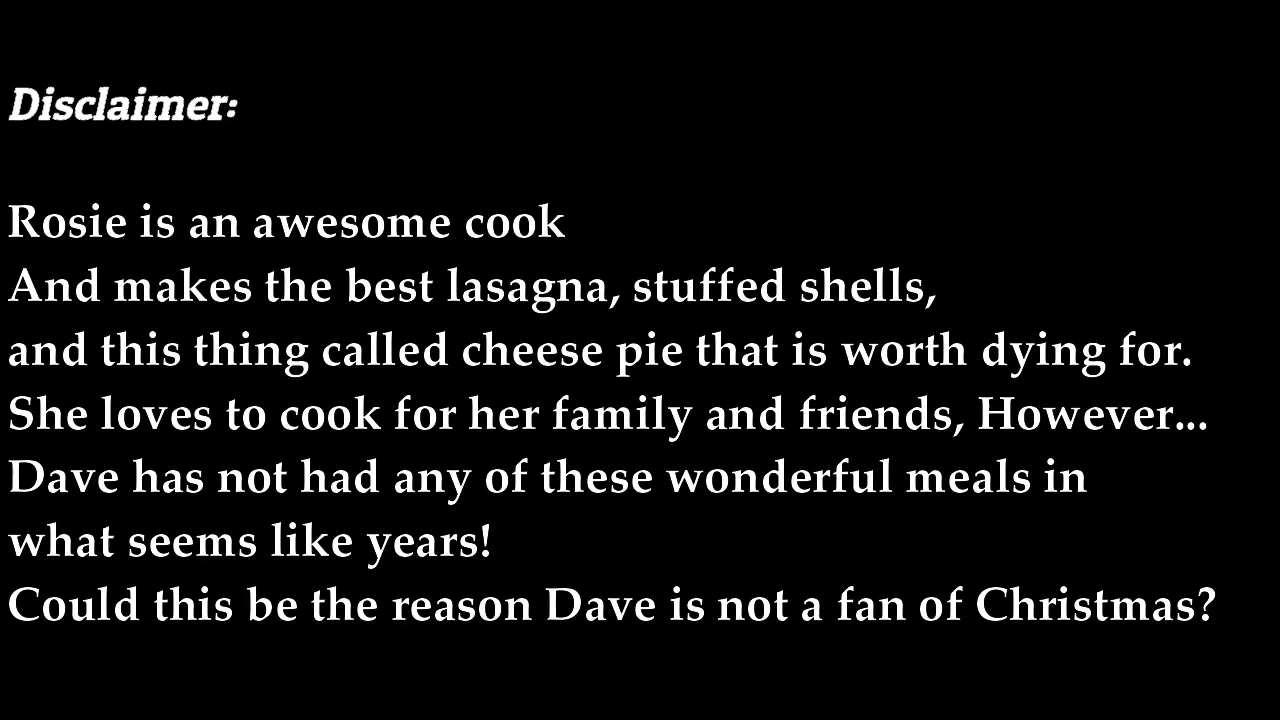 Disclaimer:
Rosie is an awesome cook
And makes the best lasagna, stuffed shells,
and this thing called cheese pie that is worth dying for.
She loves to cook for her family and friends, However...
Dave has not had any of these wonderful meals in
what seems like years!
Could this be the reason Dave is not a fan of Christmas?